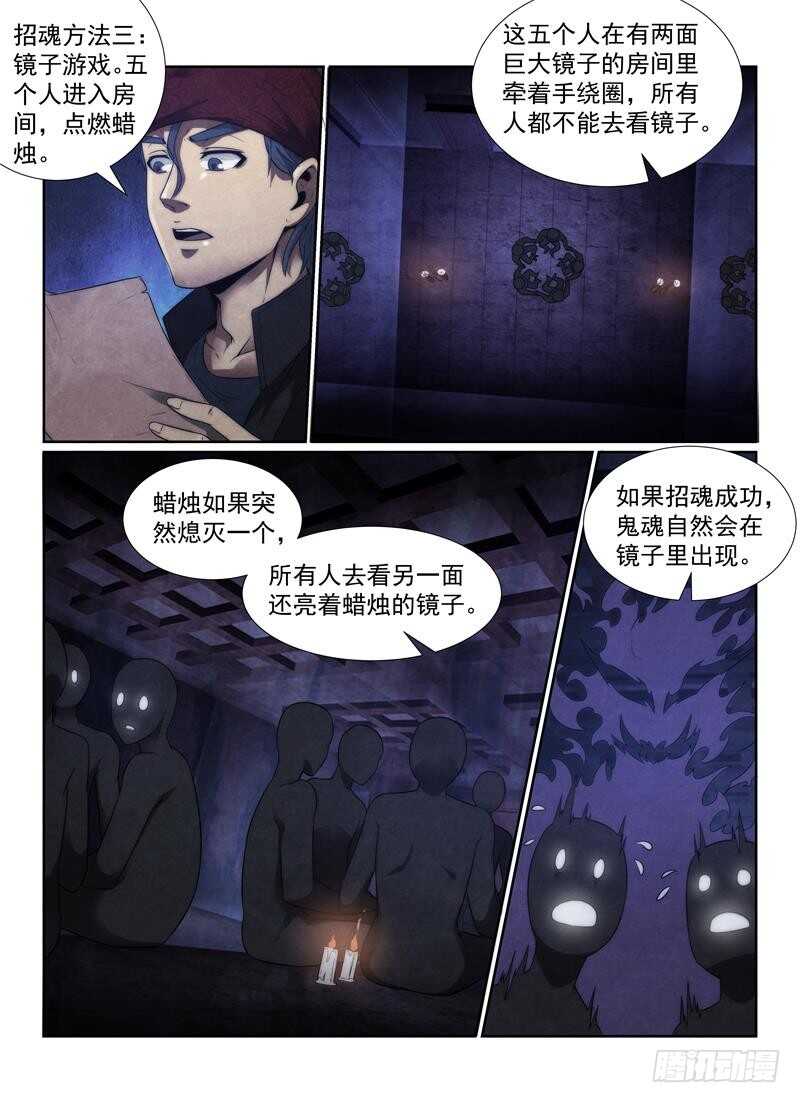 招魂方法三：
镜子游戏。五
个人进入房
间，点燃蜡
烛。
这五个人在有两面
巨大镜子的房间里
牵着手绕圈，所有
人都不能去看镜子。
蜡烛如果突
然熄灭一个，
所有人去看另一面
还亮着蜡烛的镜子。
如果招魂成功，
鬼魂自然会在
镜子里出现。
腾讯动漫